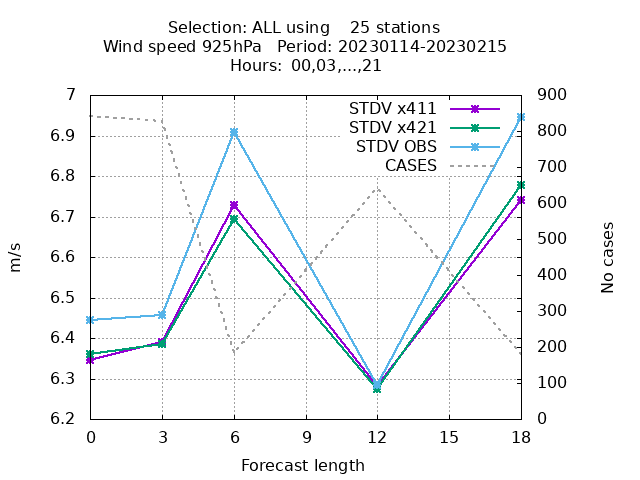 Selection: ALL using    25 stations
Wind speed 925hPa   Period: 20230114-20230215
Hours: 00,03,...,21
STDV x411
STDV x421
STDV OBS
CASES
7
6.9
6.8
6.7
6.6
6.5
6.4
6.3
6.2
m/s
900
800
700
600
500
400
300
200
100
0
No cases
0 3 6 9 12 15 18
Forecast length